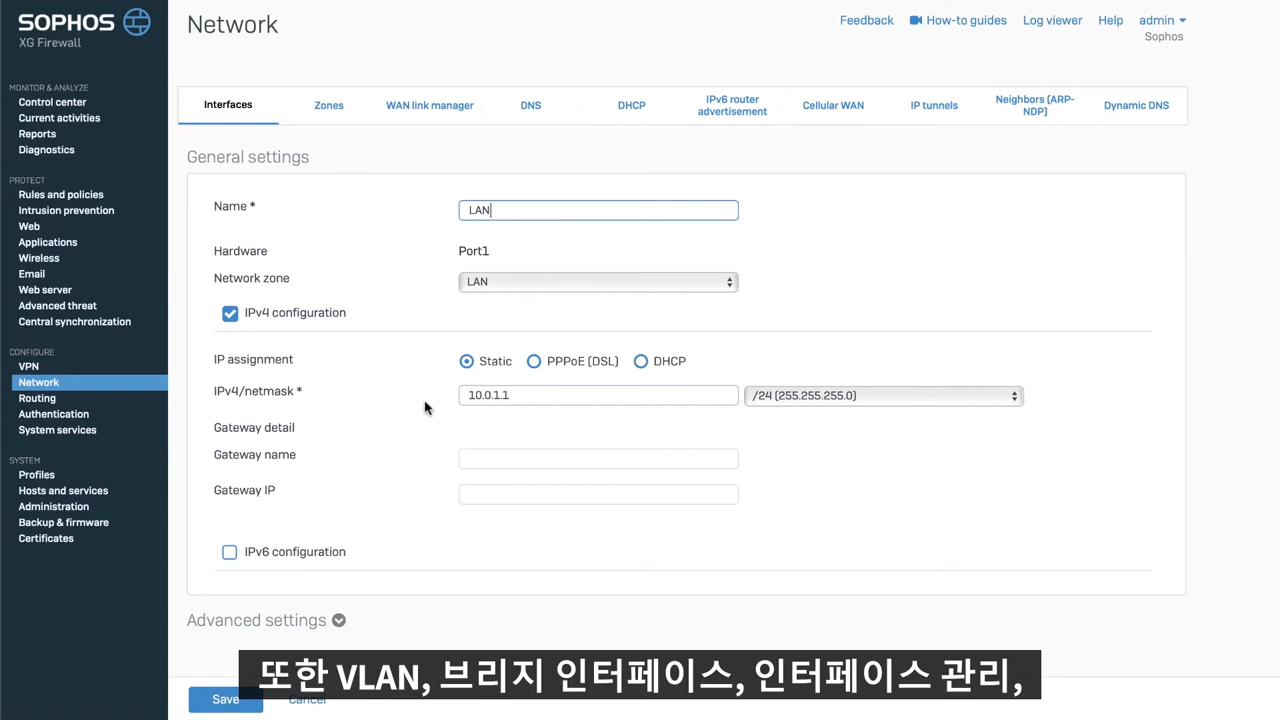 SOPHOS
XG Firewall
MONITOR & ANALYZE
Control center
Current activities
Reports
Diagnostics
PROTECT
Rules and policies
Intrusion prevention
Web
Applications
Wireless
Email
Web server
Advanced threat
Central synchronization
CONFIGURE
VPN
Network
Routing
Authentication
System services
SYSTEM
Profiles
Hosts and services
Administration
Backup & firmware
Certificates
Network
Feedback How-to guides Log viewer Help admin
Sophos
Interfaces Zones WAN link manager DNS DHCP IPv6 router advertisement Cellular WAN IP tunnels Neighbors (ARP-NDP) Dynamic DNS
General settings
Name * LAN
Hardware Port1
Network zone LAN
IPv4 configuration
IP assignment Static PPPoE (DSL) DHCP
IPv4/netmask * 10.0.1.1 /24 (255.255.255.0)
Gateway detail
Gateway name
Gateway IP
IPv6 configuration
Advanced settings
또한 VLAN, 브리지 인터페이스, 인터페이스 관리,
Save Cancel